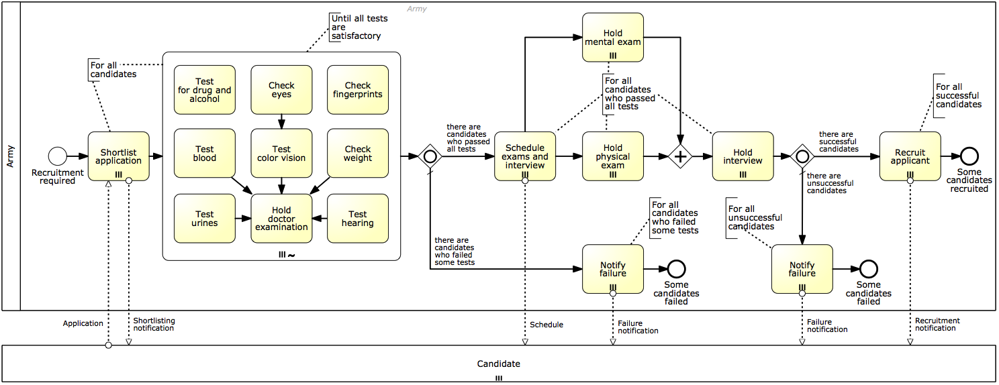 Army
Army
Until all tests
are
satisfactory
For all
candidates
Test
for drug and
alcohol
Check
eyes
Check
fingerprints
Test
blood
Test
color vision
Check
weight
Test
urines
Hold
doctor
examination
Test
hearing
Recruitment
required
Shortlist
application
there are
candidates
who passed
all tests
there are
candidates
who failed
some tests
Schedule
exams and
interview
Hold
mental exam
For all
candidates
who passed
all tests
Hold
physical
exam
Hold
interview
there are
successful
candidates
there are
unsuccessful
candidates
For all
successful
candidates
Recruit
applicant
Some
candidates
recruited
For all
candidates
who failed
some tests
For all
unsuccessful
candidates
Notify
failure
Some
candidates
failed
Notify
failure
Some
candidates
failed
Application
Shortlisting
notification
Schedule
Failure
notification
Failure
notification
Recruitment
notification
Candidate